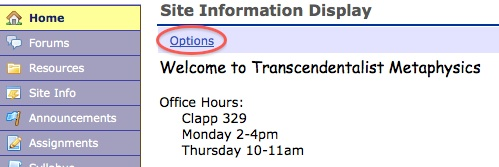 Home
Forums
Resources
Site Info
Announcements
Assignments
Site Information Display
Options
Welcome to Transcendentalist Metaphysics
Office Hours:
Clapp 329
Monday 2-4pm
Thursday 10-11am